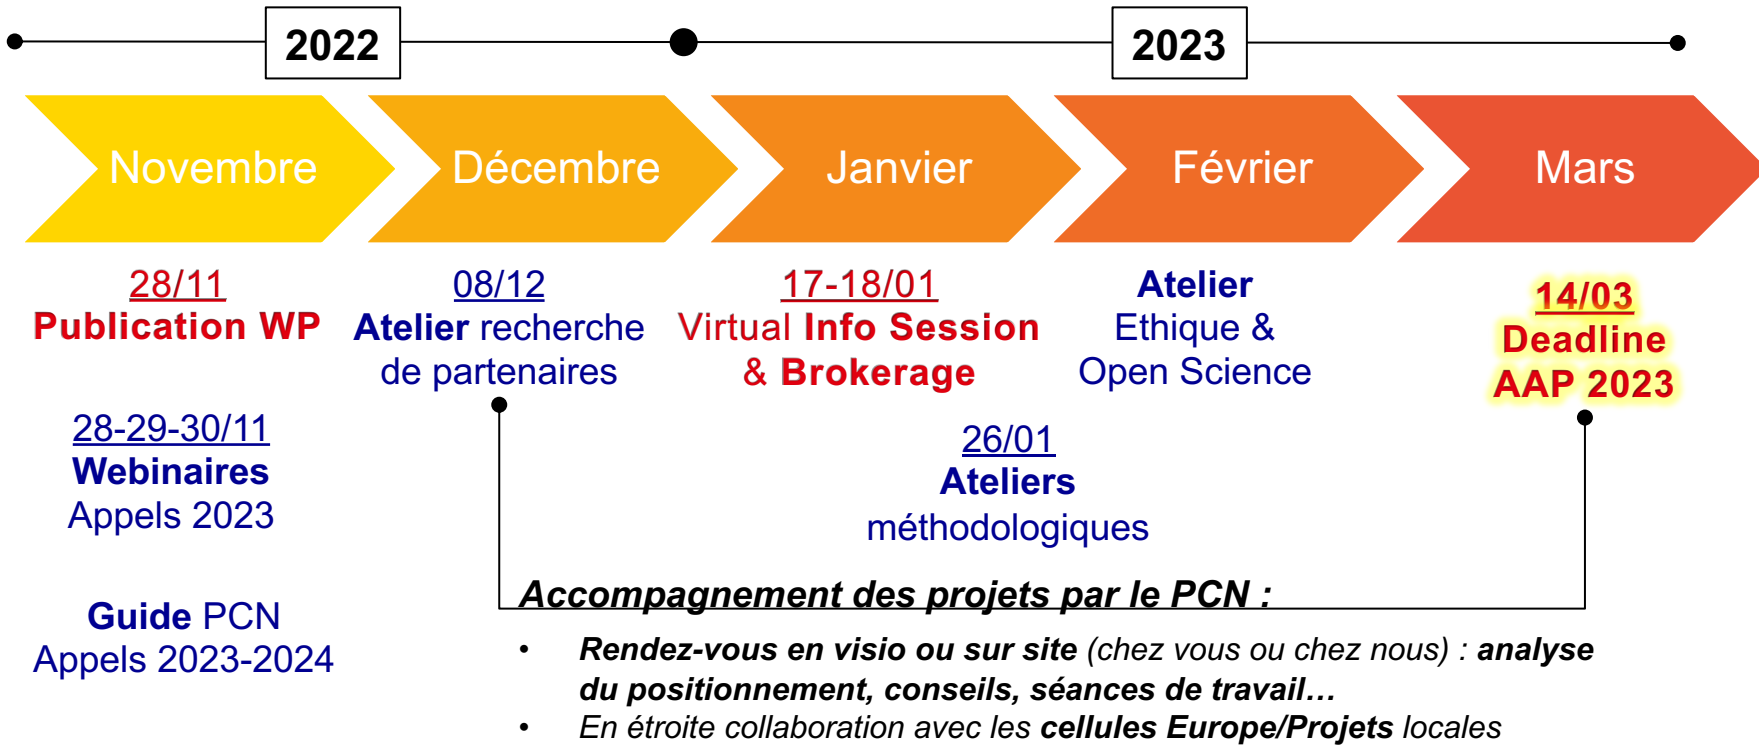 2022
2023
Novembre
Décembre
Janvier
Février
Mars
28/11
Publication WP
28-29-30/11
Webinaires
Appels 2023
Guide PCN
Appels 2023-2024
08/12
Atelier recherche
de partenaires
17-18/01
Virtual Info Session
& Brokerage
26/01
Ateliers
méthodologiques
Atelier
Ethique &
Open Science
14/03
Deadline
AAP 2023
Accompagnement des projets par le PCN :
• Rendez-vous en visio ou sur site (chez vous ou chez nous) : analyse
du positionnement, conseils, séances de travail…
• En étroite collaboration avec les cellules Europe/Projets locales